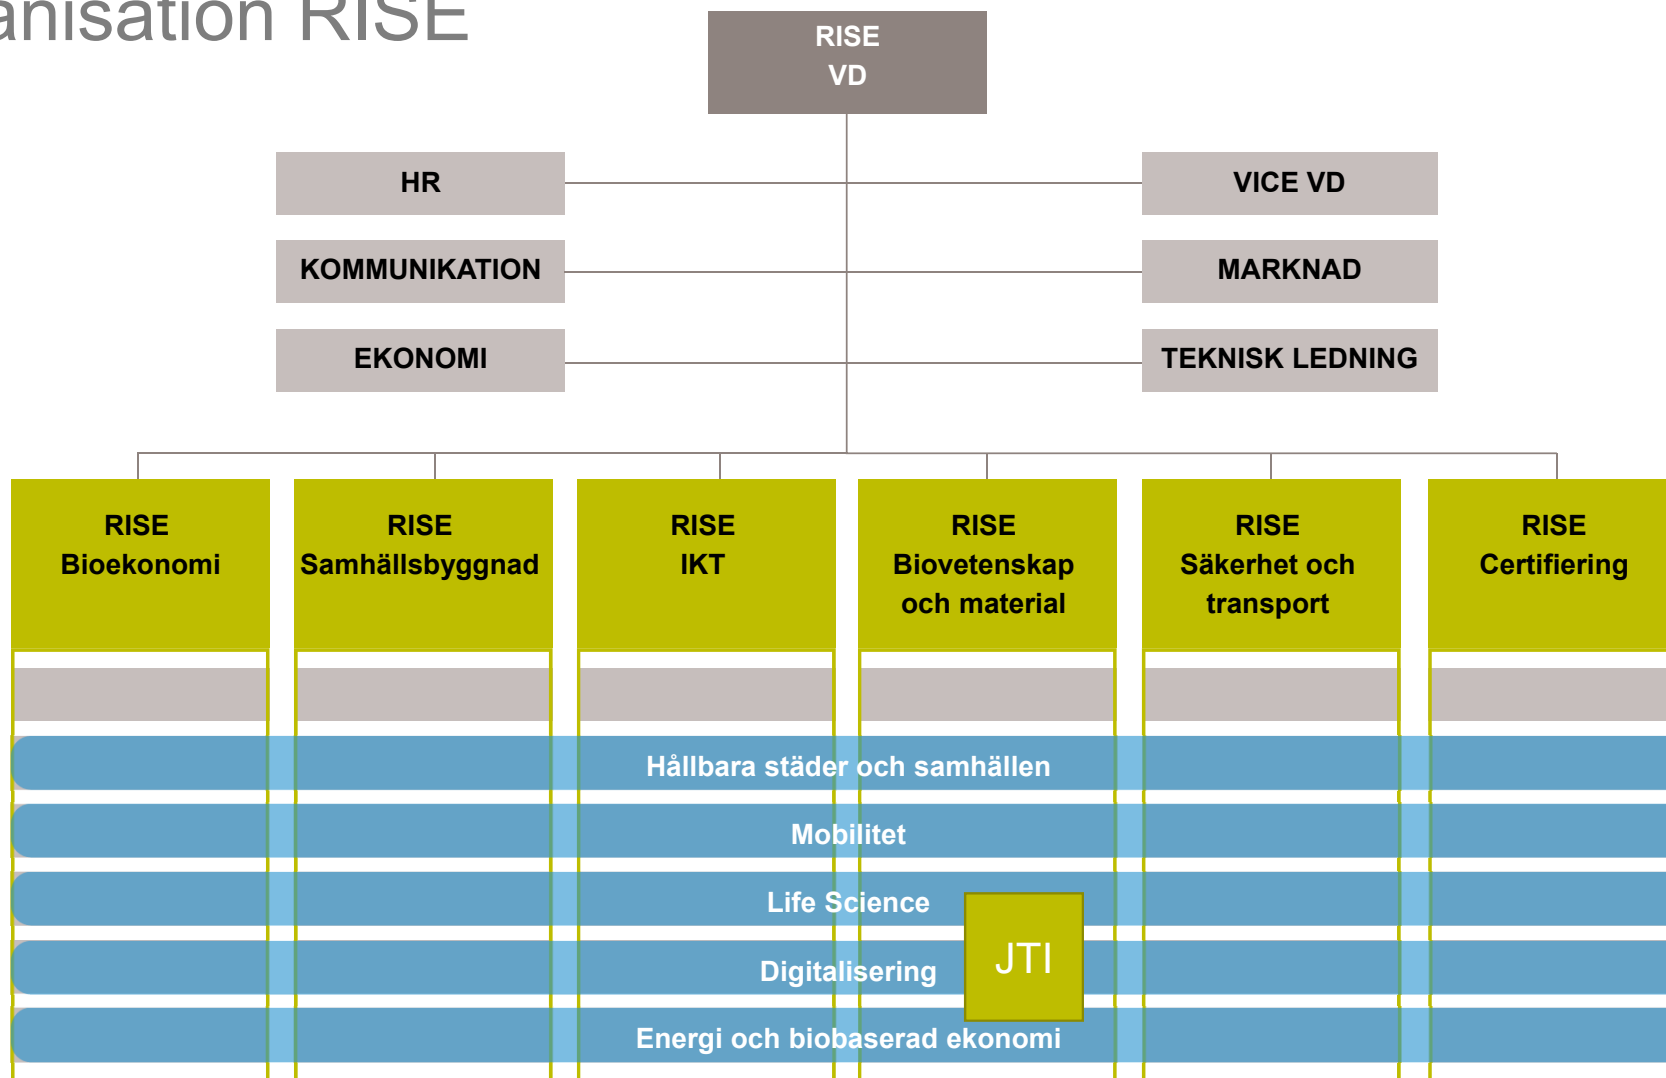 anisation RISE
RISE
VD
HR
VICE VD
KOMMUNIKATION
MARKNAD
EKONOMI
TEKNISK LEDNING
RISE
Bioekonomi
RISE
Samhällsbyggnad
RISE
IKT
RISE
Biovetenskap
och material
RISE
Säkerhet och
transport
RISE
Certifiering
Hållbara städer och samhällen
Mobilitet
Life Science
Digitalisering
JTI
Energi och biobaserad ekonomi